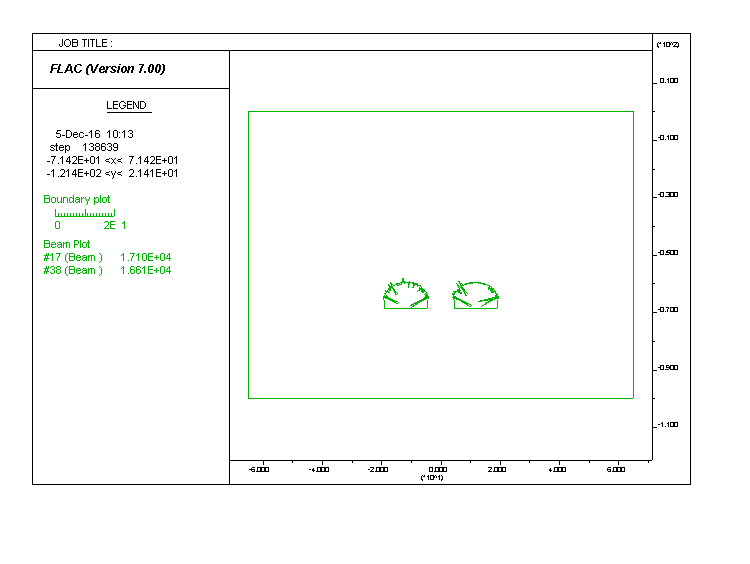 JOB TITLE :
FLAC (Version 7.00)
LEGEND
5-Dec-16 10:13
step 138639
-7.142E+01 <x< 7.142E+01
-1.214E+02 <y< 2.141E+01
Boundary plot
0 2E 1
Beam Plot
#17 (Beam ) 1.710E+04
#38 (Beam ) 1.661E+04
(*10^2)
0.100
-0.100
-0.300
-0.500
-0.700
-0.900
-1.100
-6.000 -4.000 -2.000 0.000 2.000 4.000 6.000
(*10^1)